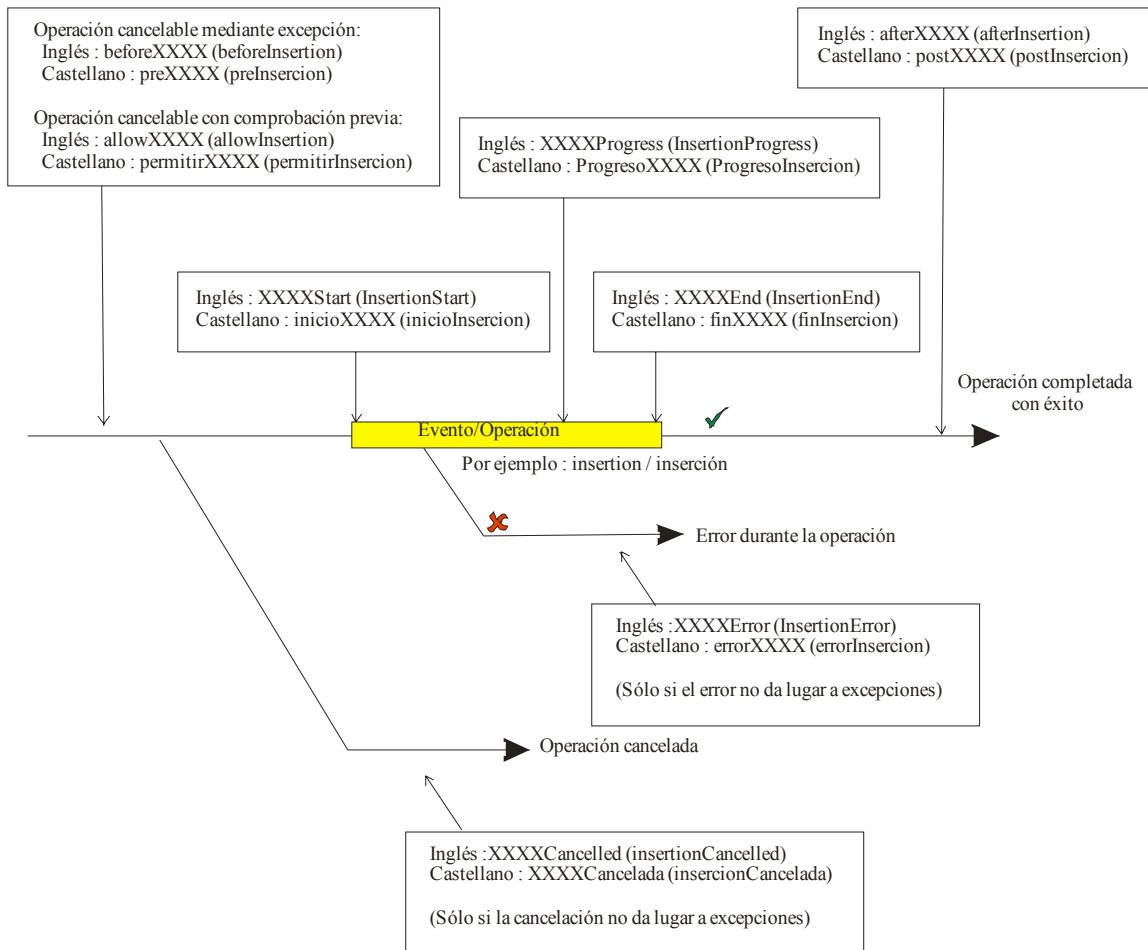 Operación cancelable mediante excepción:
Inglés : beforeXXXX (beforeInsertion)
Castellano : preXXXX (preInsercion)
Operación cancelable con comprobación previa:
Inglés : allowXXXX (allowInsertion)
Castellano : permitirXXXX (permitirInsercion)
Inglés : afterXXXX (afterInsertion)
Castellano : postXXXX (postInsercion)
Inglés : XXXXProgress (InsertionProgress)
Castellano : ProgresoXXXX (ProgresoInsercion)
Inglés : XXXXStart (InsertionStart)
Castellano : inicioXXXX (inicioInsercion)
Inglés : XXXXEnd (InsertionEnd)
Castellano : finXXXX (finInsercion)
Operación completada
con éxito
Evento/Operación
Por ejemplo : insertion / inserción
Error durante la operación
Inglés :XXXXError (InsertionError)
Castellano : errorXXXX (errorInsercion)
(Sólo si el error no da lugar a excepciones)
Operación cancelada
Inglés :XXXXCancelled (insertionCancelled)
Castellano : XXXXCancelada (insercionCancelada)
(Sólo si la cancelación no da lugar a excepciones)